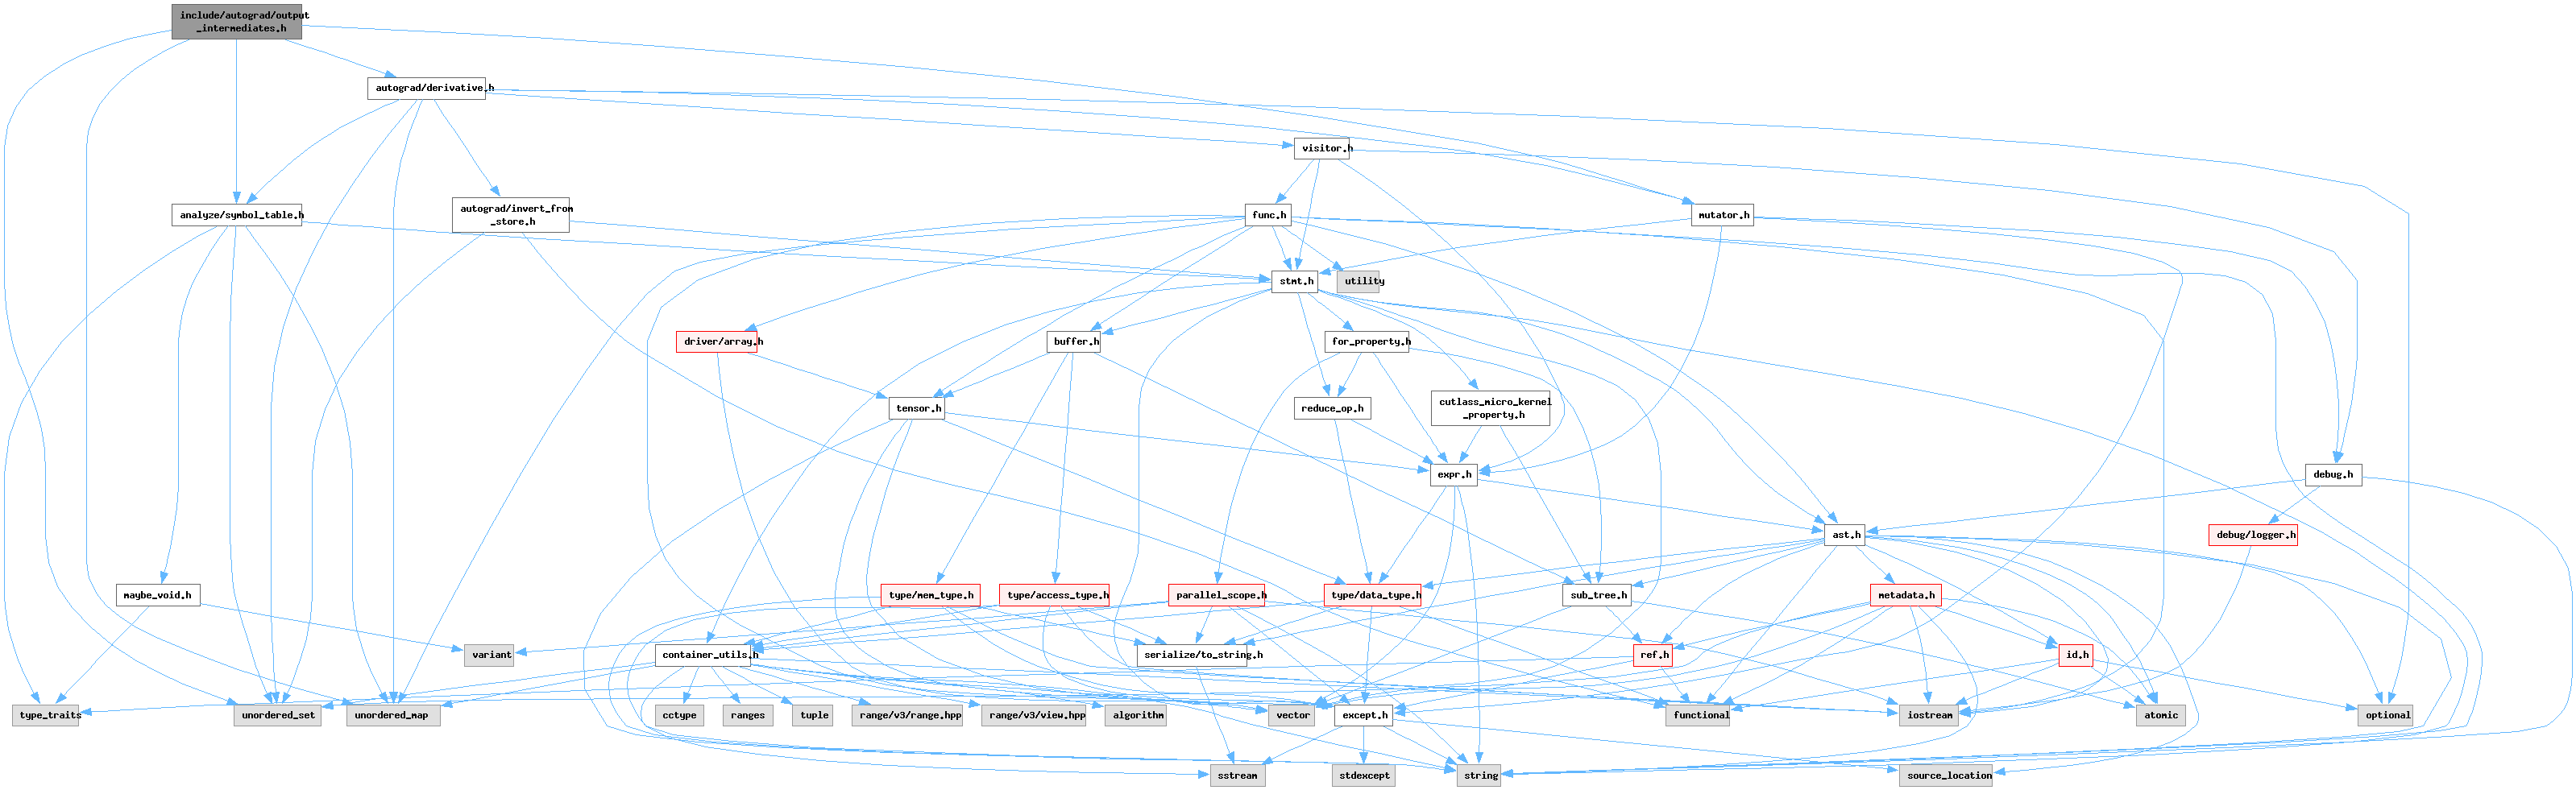 include/autograd/output
_intermediates.h
autograd/derivative.h
visitor.h
analyze/symbol_table.h
autograd/invert_from
_store.h
func.h
mutator.h
stmt.h
utility
driver/array.h
buffer.h
for_property.h
tensor.h
reduce_op.h
cutlass_micro_kernel
_property.h
expr.h
debug.h
ast.h
debug/logger.h
maybe_void.h
type/mem_type.h
type/access_type.h
parallel_scope.h
type/data_type.h
sub_tree.h
metadata.h
variant
container_utils.h
serialize/to_string.h
ref.h
id.h
type_traits
unordered_set
unordered_map
cctype
ranges
tuple
range/v3/range.hpp
range/v3/view.hpp
algorithm
vector
except.h
functional
iostream
atomic
optional
sstream
stdexcept
string
source_location